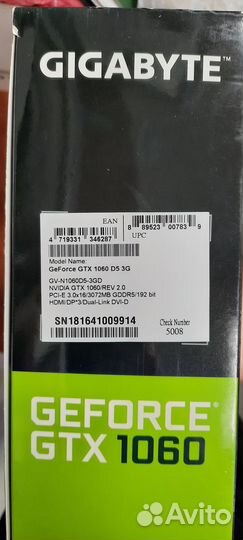 GIGABYTE™
EAN
8 89523 00783 9
UPC
4 719331 346287
Model Name:
GeForce GTX 1060 D5 3G
GV-N1060D5-3GD
NVIDIA GTX 1060/REV 2.0
PCI-E 3.0x16/3072MB GDDR5/192 bit
HDMI/DP*3/Dual-Link DVI-D
SN181641009914
Check Number
5008
GEFORCE
GTX 1060
Avito